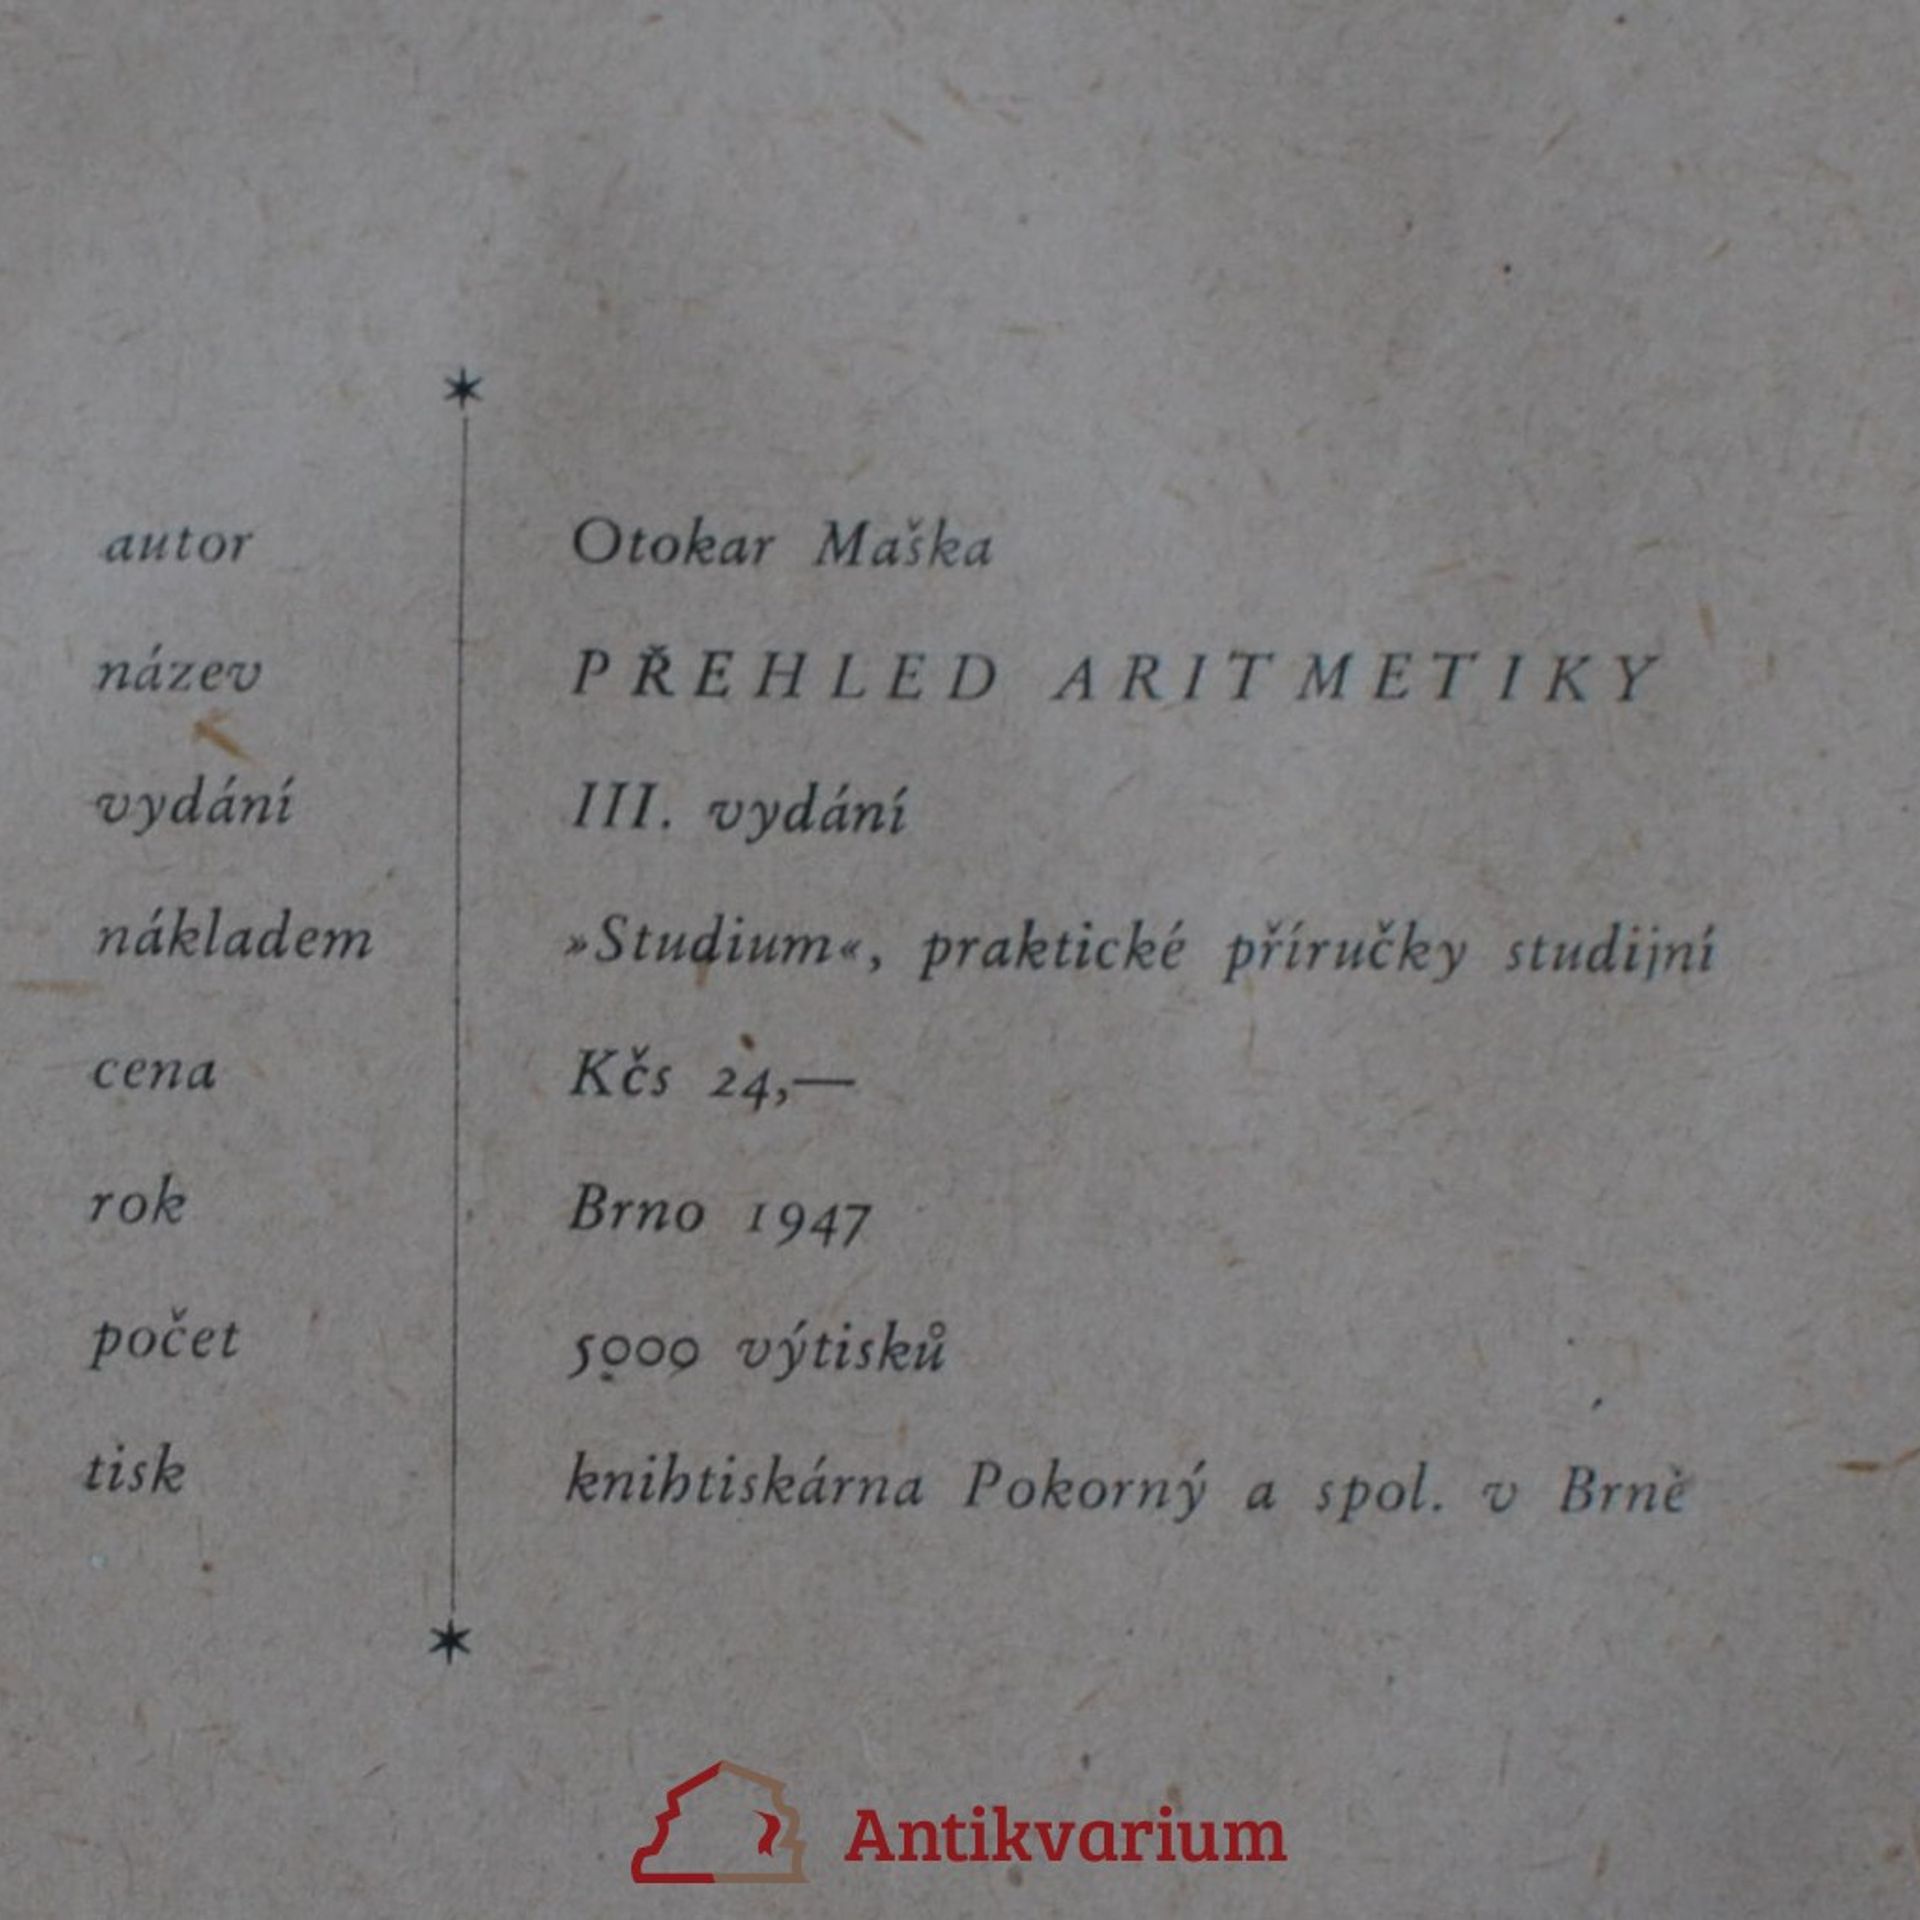 autor Otokar Maška
název PŘEHLED ARITMETIKY
vydání III. vydání
nákladem »Studium«, praktické příručky studijní
cena Kčs 24,—
rok Brno 1947
počet 5000 výtisků
tisk knihtiskárna Pokorný a spol. v Brně
Antikvarium